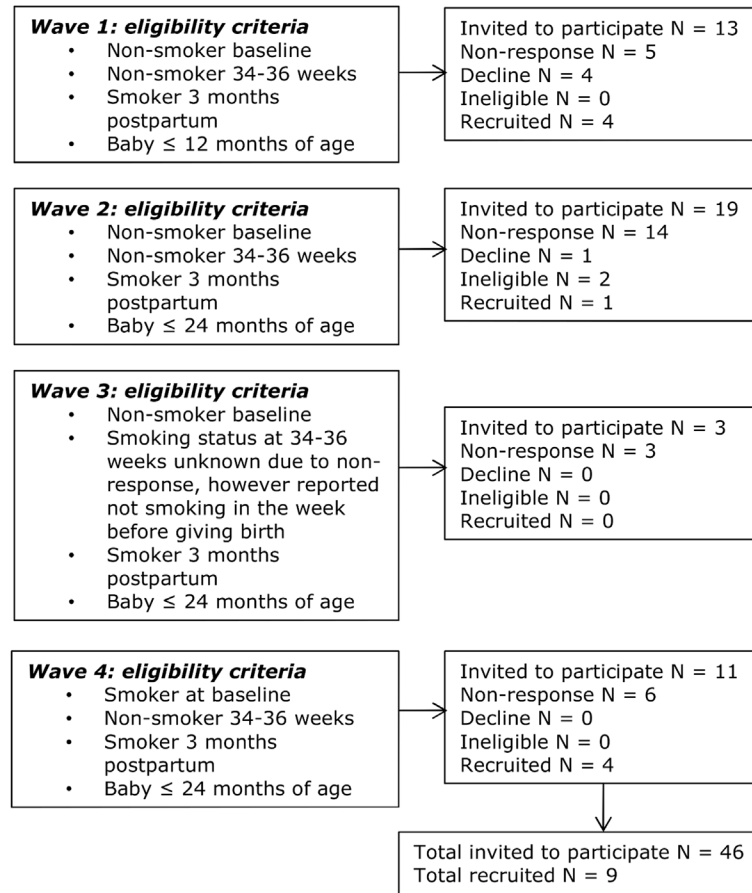 Wave 1: eligibility criteria
• Non-smoker baseline
• Non-smoker 34-36 weeks
• Smoker 3 months
postpartum
• Baby ≤ 12 months of age
Invited to participate N = 13
Non-response N = 5
Decline N = 4
Ineligible N = 0
Recruited N = 4
Wave 2: eligibility criteria
• Non-smoker baseline
• Non-smoker 34-36 weeks
• Smoker 3 months
postpartum
• Baby ≤ 24 months of age
Invited to participate N = 19
Non-response N = 14
Decline N = 1
Ineligible N = 2
Recruited N = 1
Wave 3: eligibility criteria
• Non-smoker baseline
• Smoking status at 34-36
weeks unknown due to non-
response, however reported
not smoking in the week
before giving birth
• Smoker 3 months
postpartum
• Baby ≤ 24 months of age
Invited to participate N = 3
Non-response N = 3
Decline N = 0
Ineligible N = 0
Recruited N = 0
Wave 4: eligibility criteria
• Smoker at baseline
• Non-smoker 34-36 weeks
• Smoker 3 months
postpartum
• Baby ≤ 24 months of age
Invited to participate N = 11
Non-response N = 6
Decline N = 0
Ineligible N = 0
Recruited N = 4
Total invited to participate N = 46
Total recruited N = 9